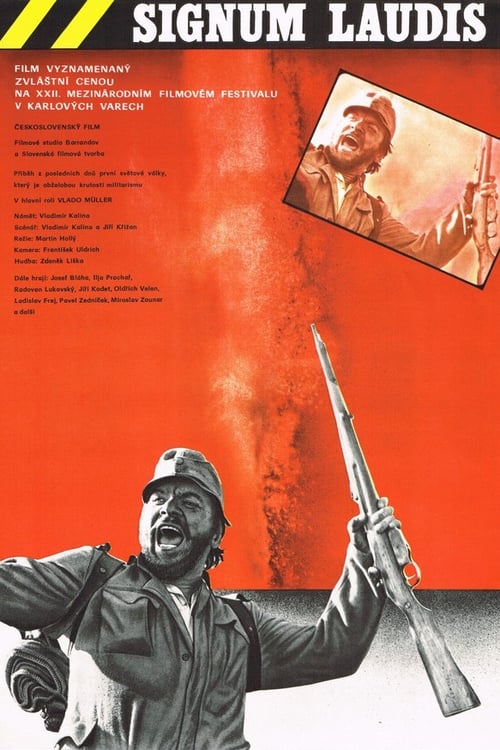 SIGNUM LAUDIS
FILM VYZNAMENANÝ
ZVLÁŠTNÍ CENOU
NA XXII. MEZINÁRODNÍM FILMOVÉM FESTIVALU
V KARLOVÝCH VARECH
ČESKOSLOVENSKÝ FILM
Filmové studio Barrandov
a Slovenská filmová tvorba
Příběh z posledních dnů první světové války,
který je obžalobou krutosti militarismu
V hlavní roli VLADO MÜLLER
Námět: Vladimír Kalina
Scénář: Vladimír Kalina a Jiří Křižan
Režie: Martin Hollý
Kamera: František Uldrich
Hudba: Zdeněk Liška
Dále hrají: Josef Bláha, Ilja Prachař,
Radovan Lukavský, Jiří Kodet, Oldřich Velen,
Ladislav Frej, Pavel Zedníček, Miroslav Zounar
a další